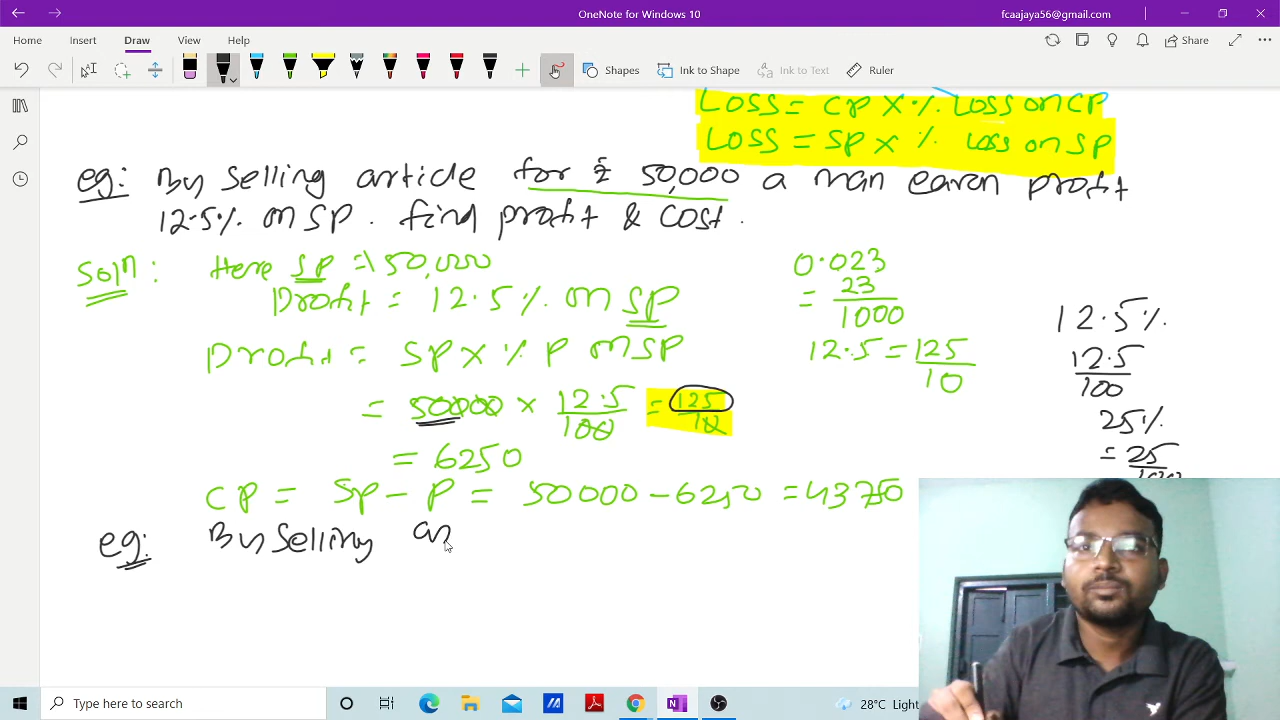 OneNote for Windows 10
fcaajaya56@gmail.com
Home Insert Draw View Help
Share
Shapes Ink to Shape Ink to Text Ruler
LOSS = CP X % LOSS ON CP
LOSS = SP X % LOSS ON SP
eg: By Selling article for ₹ 50,000 a man earen profit
12.5% on SP. find profit & cost.
Soln: Here SP = 50,000
Profit = 12.5% on SP
Profit = SP X % P on SP
= 50000 × 12.5/100 = 125/10
= 6250
CP = SP - P = 50000 - 6250 = 43750
eg: By Selling an
0.023
= 23/1000
12.5 = 125/10
12.5%
12.5/100
25%
= 25/100
Type here to search
28°C Light